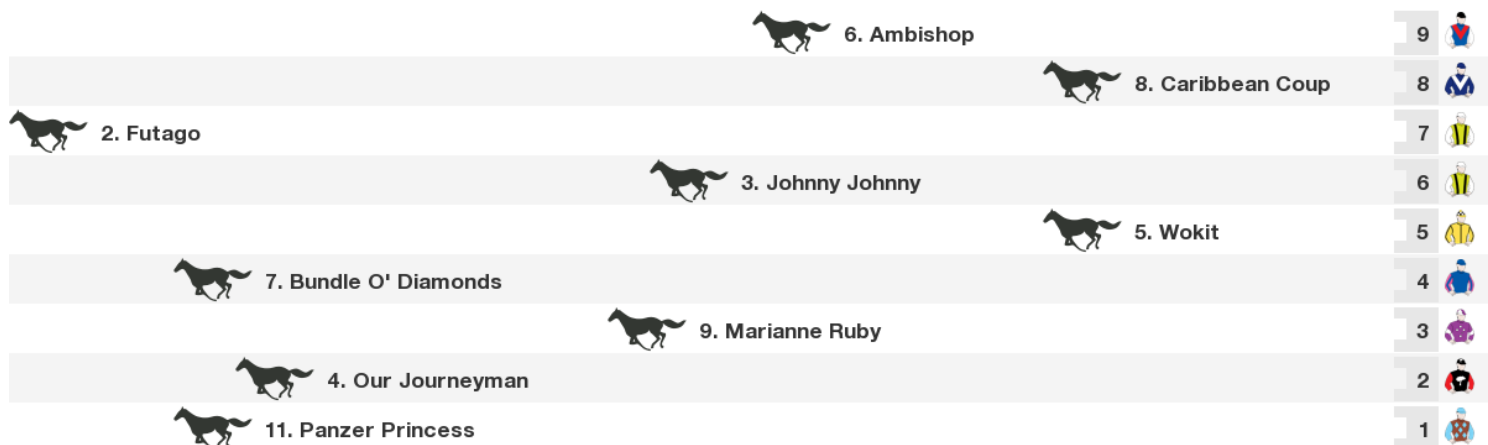 6. Ambishop 9
8. Caribbean Coup 8
2. Futago 7
3. Johnny Johnny 6
5. Wokit 5
7. Bundle O' Diamonds 4
9. Marianne Ruby 3
4. Our Journeyman 2
11. Panzer Princess 1